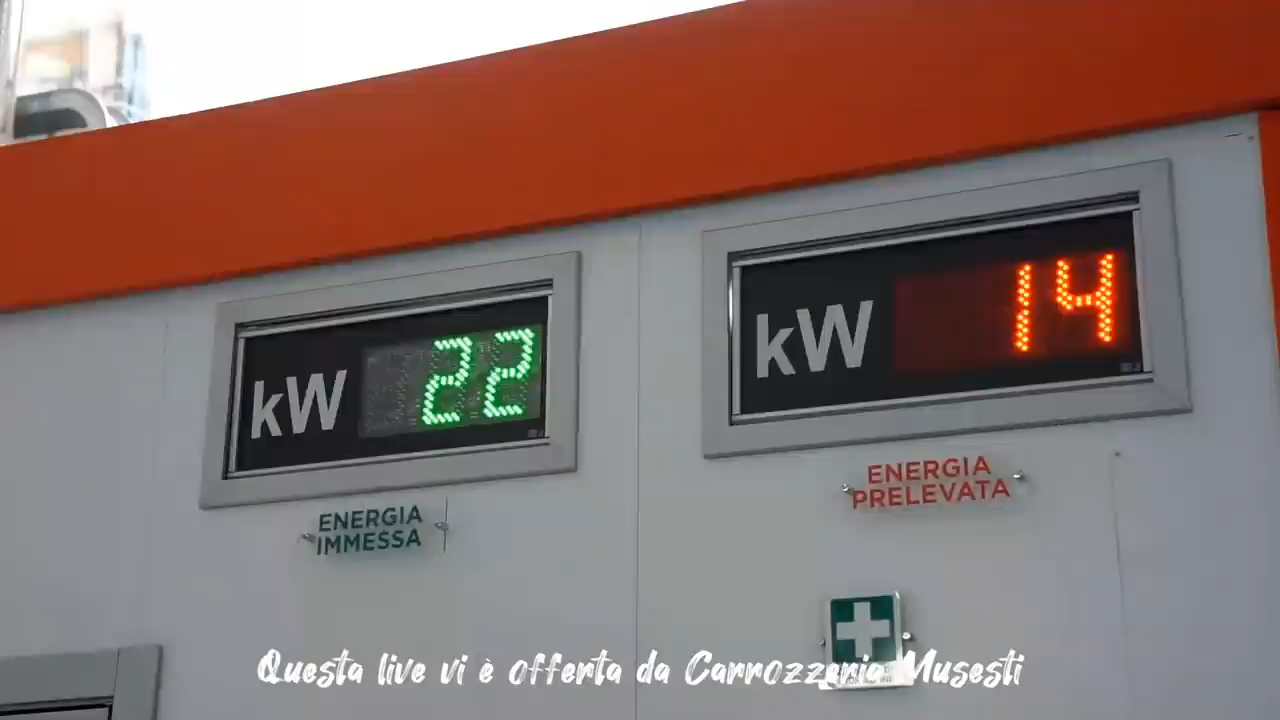 kW 22
kW 14
ENERGIA
IMMESSA
ENERGIA
PRELEVATA
Questa live vi è offerta da Carrozzeria Musesti